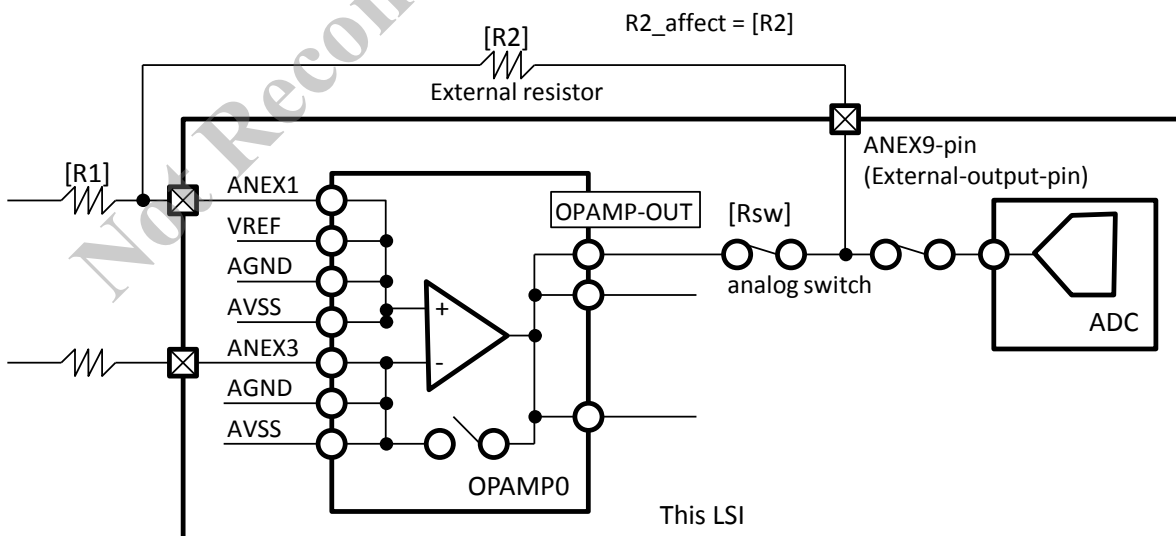 R2_affect = [R2]
[R2]
External resistor
Not Recom
[R1]
ANEX1
VREF
AGND
AVSS
ANEX3
AGND
AVSS
+
-
OPAMP0
OPAMP-OUT
[Rsw]
analog switch
ANEX9-pin
(External-output-pin)
ADC
This LSI